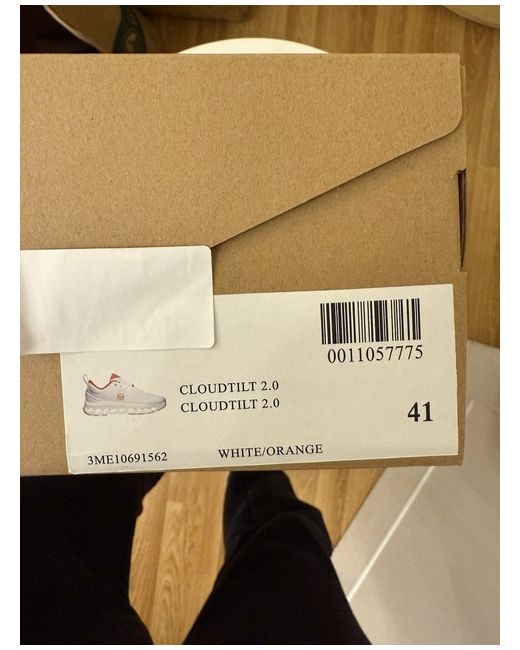 0011057775
CLOUDTILT 2.0
CLOUDTILT 2.0
41
3ME10691562
WHITE/ORANGE